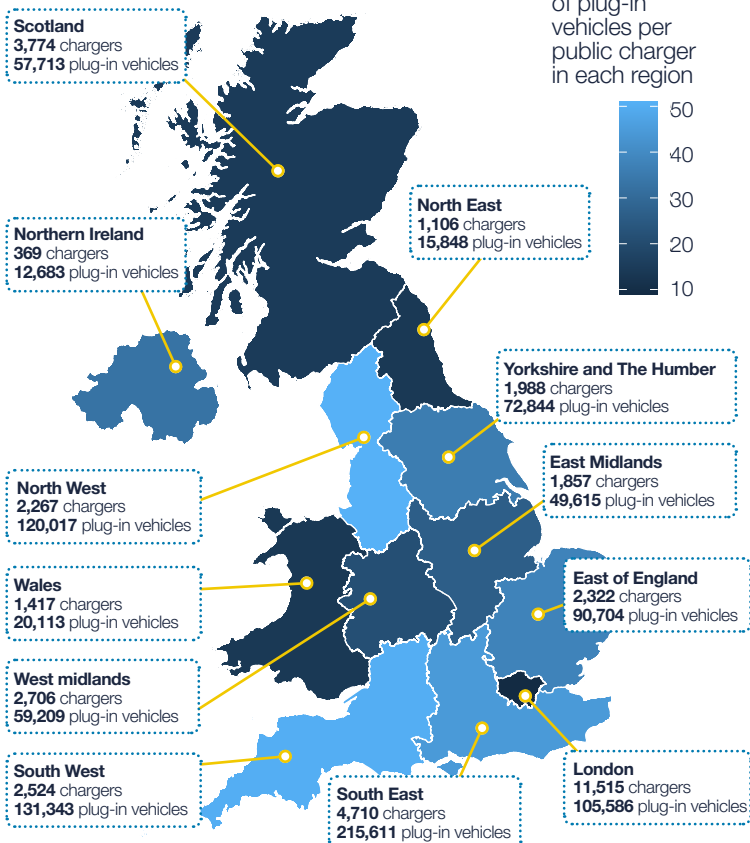 of plug-in
vehicles per
public charger
in each region
50
40
30
20
10
Scotland
3,774 chargers
57,713 plug-in vehicles
North East
1,106 chargers
15,848 plug-in vehicles
Northern Ireland
369 chargers
12,683 plug-in vehicles
Yorkshire and The Humber
1,988 chargers
72,844 plug-in vehicles
East Midlands
1,857 chargers
49,615 plug-in vehicles
North West
2,267 chargers
120,017 plug-in vehicles
East of England
2,322 chargers
90,704 plug-in vehicles
Wales
1,417 chargers
20,113 plug-in vehicles
West midlands
2,706 chargers
59,209 plug-in vehicles
South West
2,524 chargers
131,343 plug-in vehicles
South East
4,710 chargers
215,611 plug-in vehicles
London
11,515 chargers
105,586 plug-in vehicles